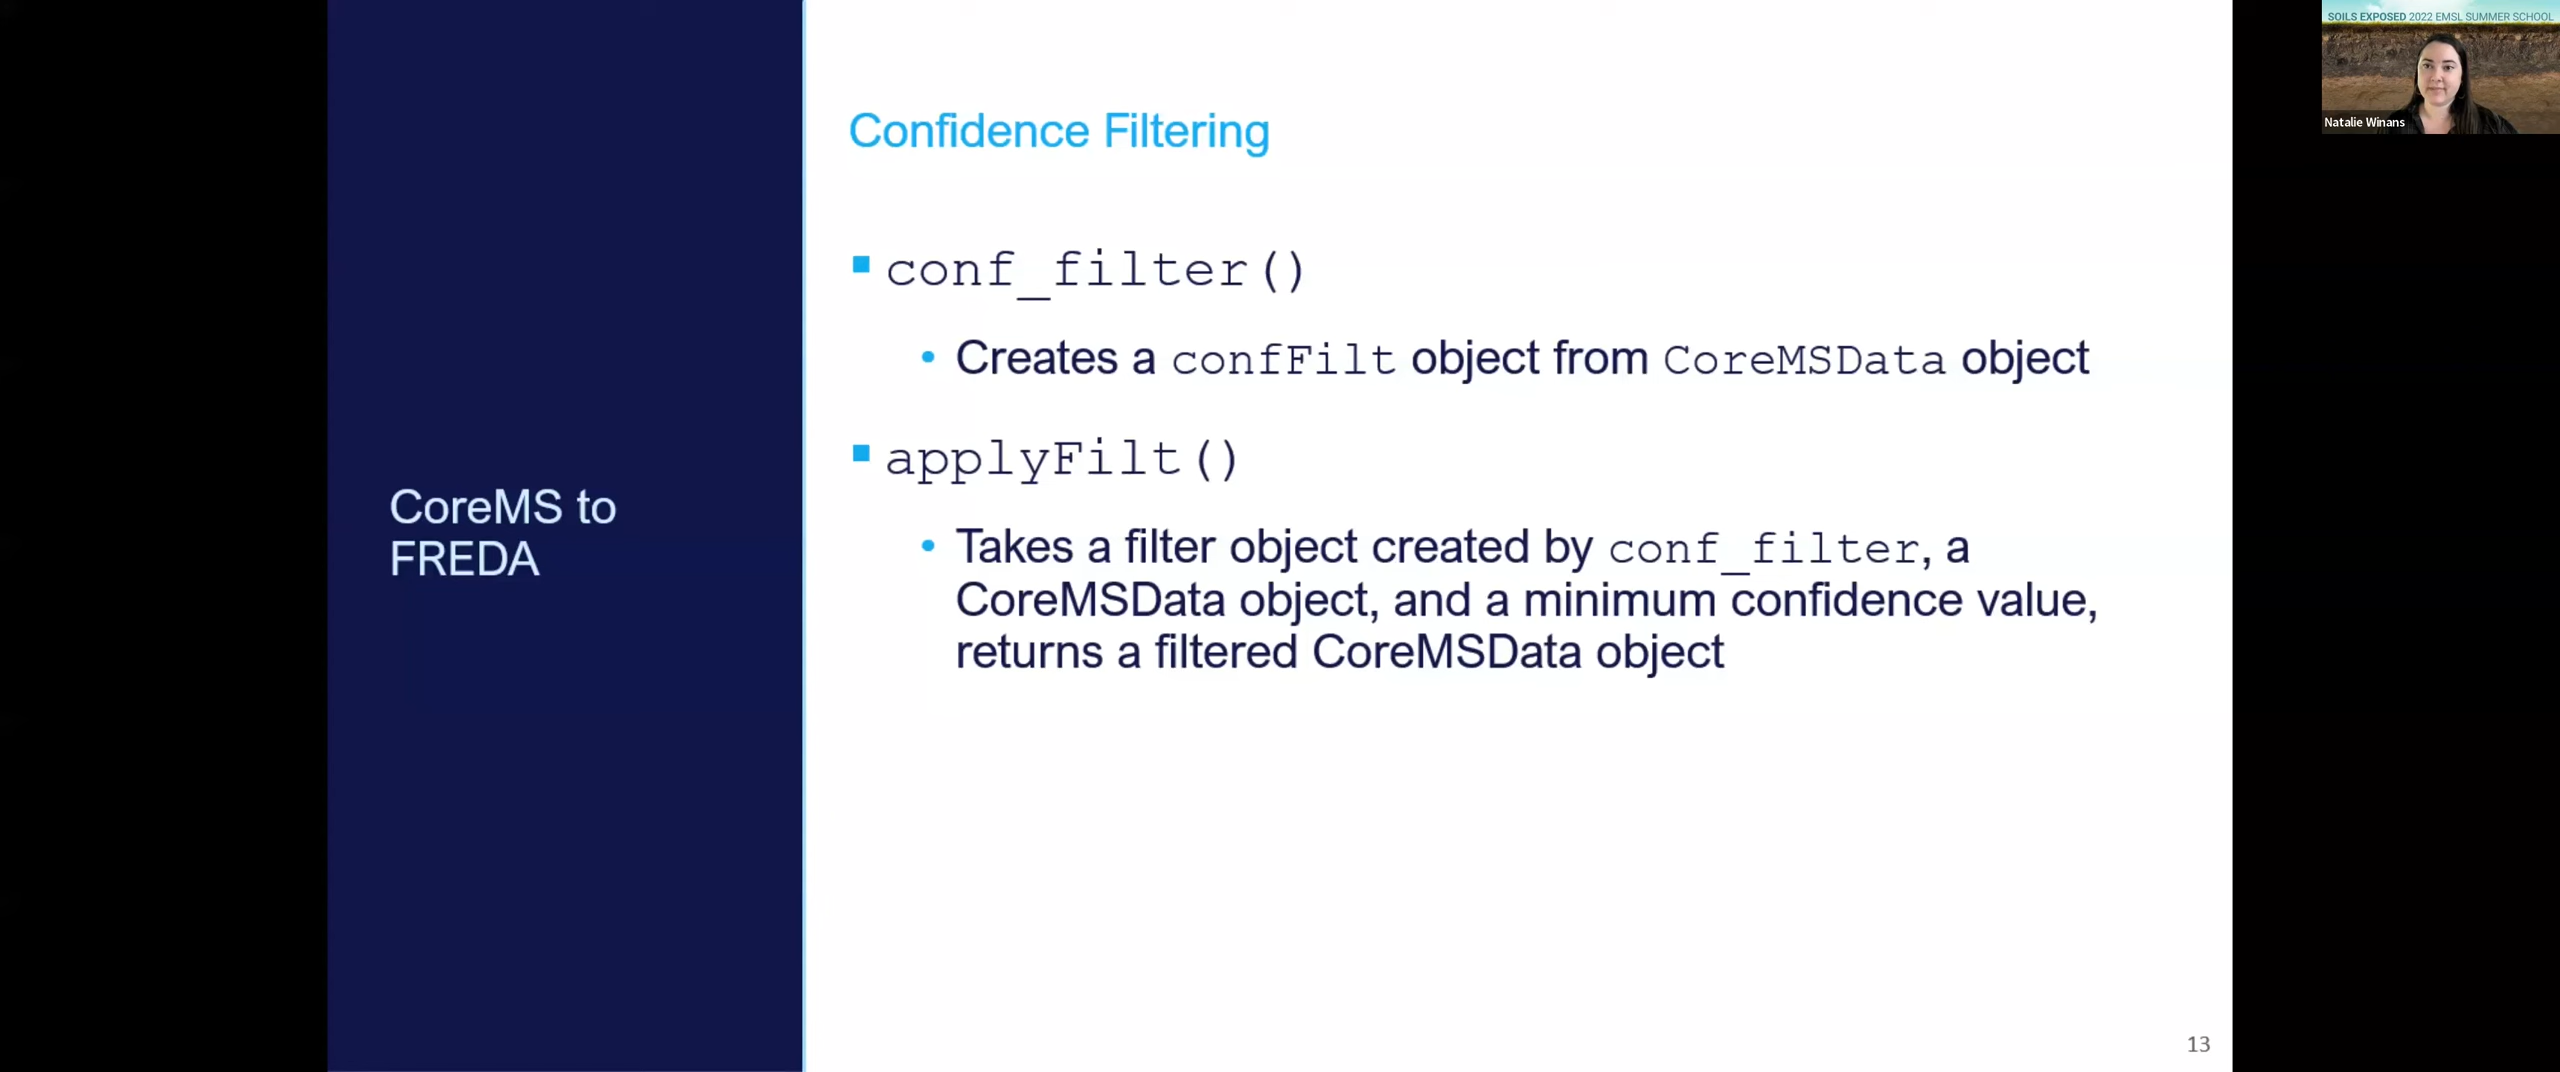 SOILS EXPOSED 2022 EMSL SUMMER SCHOOL
Natalie Winans
CoreMS to
FREDA
Confidence Filtering
conf_filter()
Creates a confFilt object from CoreMSData object
applyFilt()
Takes a filter object created by conf_filter, a
CoreMSData object, and a minimum confidence value,
returns a filtered CoreMSData object
13